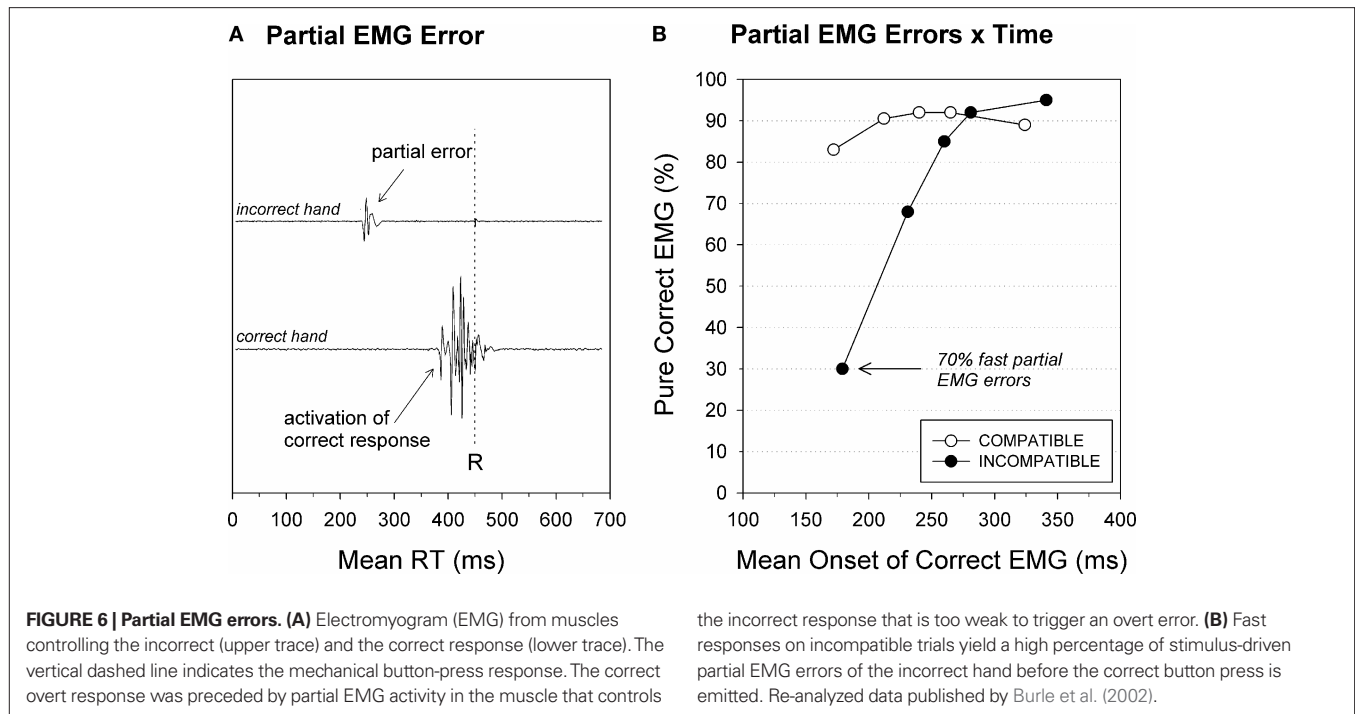 A Partial EMG Error
partial error
incorrect hand
correct hand
activation of
correct response
R
0 100 200 300 400 500 600 700
Mean RT (ms)
B Partial EMG Errors x Time
100
90
80
70
60
50
40
30
20
10
0
Pure Correct EMG (%)
70% fast partial
EMG errors
COMPATIBLE
INCOMPATIBLE
100 150 200 250 300 350 400
Mean Onset of Correct EMG (ms)
FIGURE 6 | Partial EMG errors. (A) Electromyogram (EMG) from muscles
controlling the incorrect (upper trace) and the correct response (lower trace). The
vertical dashed line indicates the mechanical button-press response. The correct
overt response was preceded by partial EMG activity in the muscle that controls
the incorrect response that is too weak to trigger an overt error. (B) Fast
responses on incompatible trials yield a high percentage of stimulus-driven
partial EMG errors of the incorrect hand before the correct button press is
emitted. Re-analyzed data published by Burle et al. (2002).